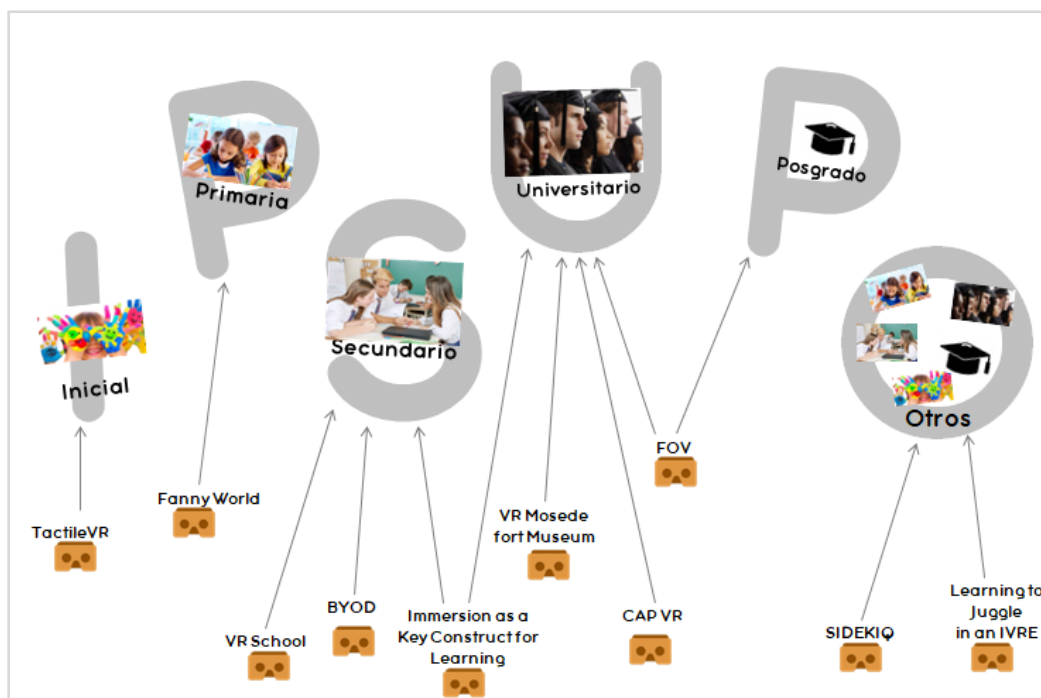 Primaria
Universitario
Posgrado
Secundario
Inicial
Otros
FOV
Fanny World
VR Mosede
fort Museum
TactileVR
BYOD
Immersion as a
Key Construct for
Learning
CAP VR
VR School
SIDEKIQ
Learning to
Juggle
in an IVRE